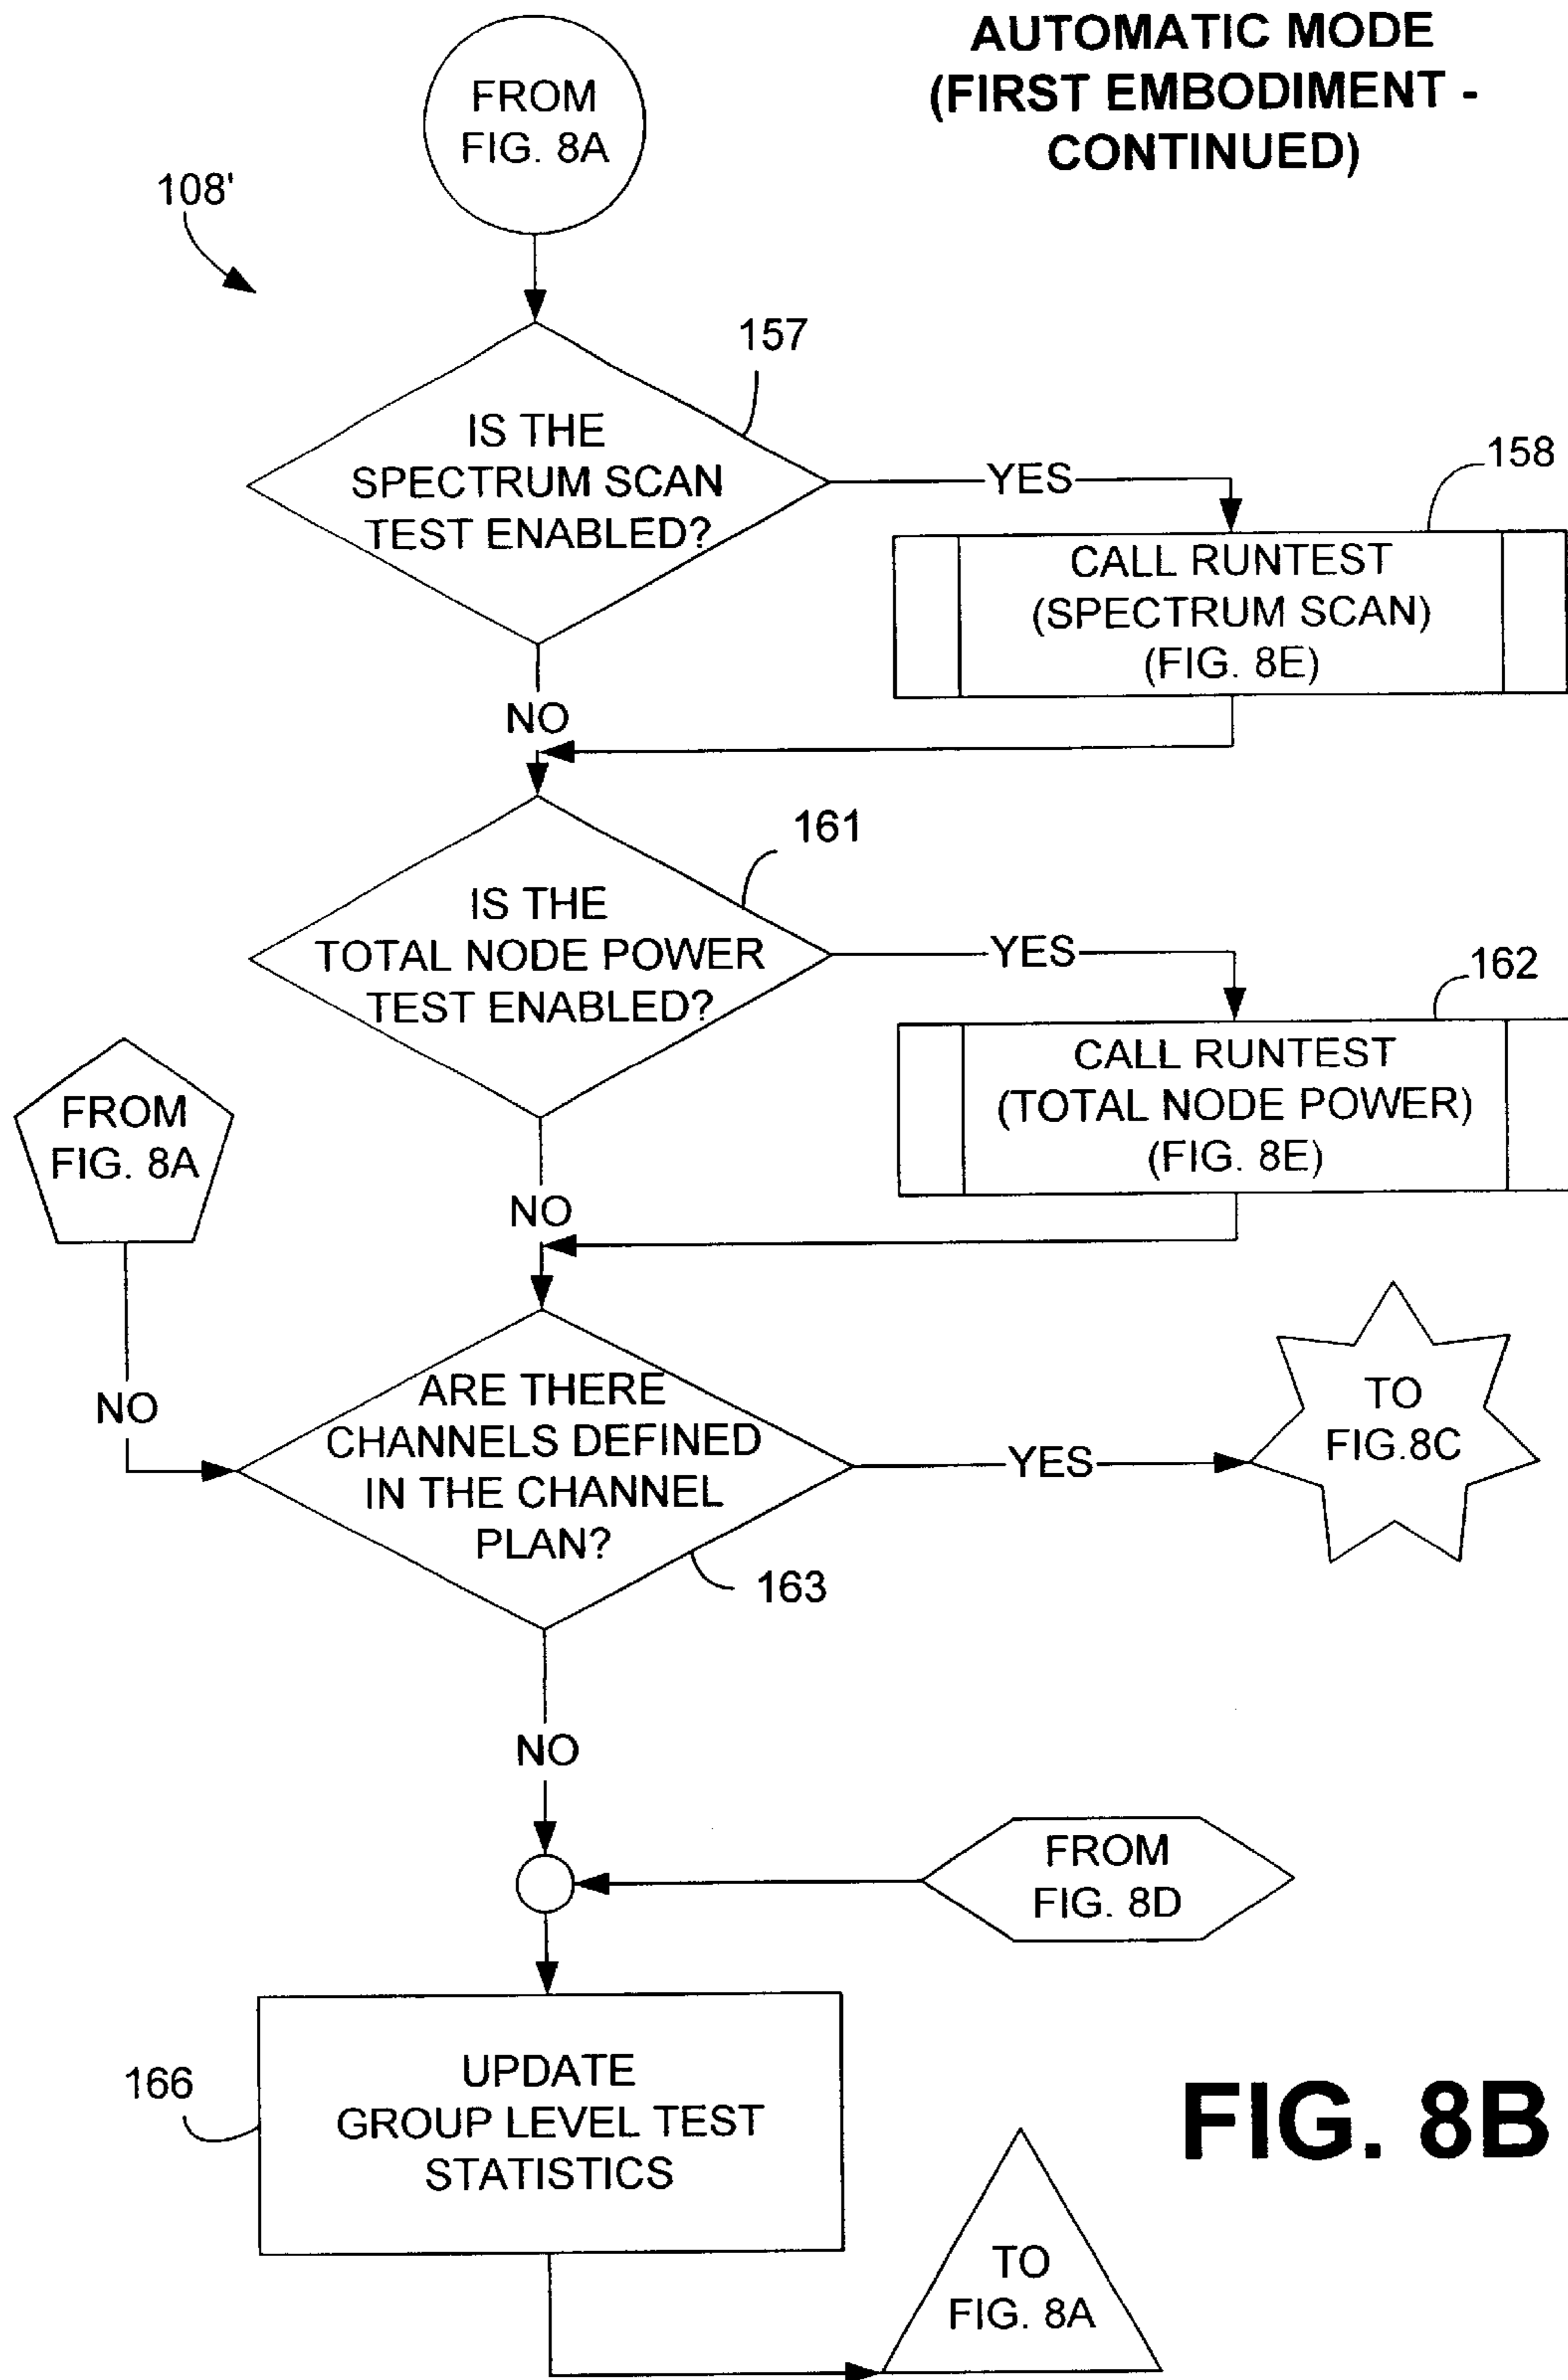 AUTOMATIC MODE
(FIRST EMBODIMENT -
CONTINUED)
FROM
FIG. 8A
108'
157
IS THE
SPECTRUM SCAN
TEST ENABLED?
YES
158
CALL RUNTEST
(SPECTRUM SCAN)
(FIG. 8E)
NO
161
IS THE
TOTAL NODE POWER
TEST ENABLED?
YES
162
CALL RUNTEST
(TOTAL NODE POWER)
(FIG. 8E)
FROM
FIG. 8A
NO
NO
ARE THERE
CHANNELS DEFINED
IN THE CHANNEL
PLAN?
YES
TO
FIG.8C
163
NO
FROM
FIG. 8D
166
UPDATE
GROUP LEVEL TEST
STATISTICS
FIG. 8B
TO
FIG. 8A